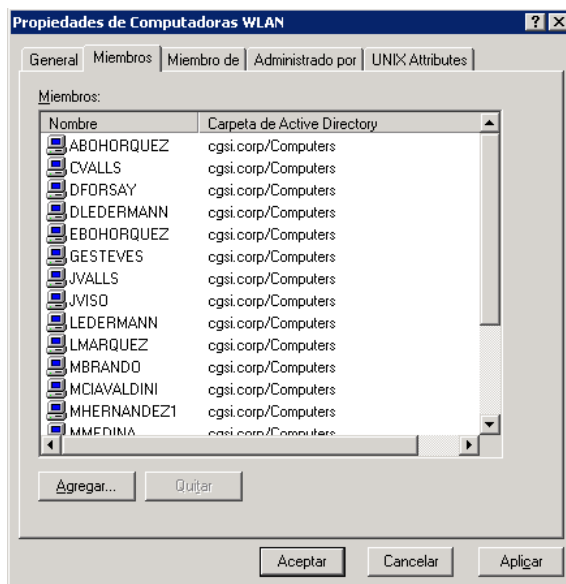 Propiedades de Computadoras WLAN
General Miembros Miembro de Administrado por UNIX Attributes
Miembros:
Nombre Carpeta de Active Directory
ABOHORQUEZ cgsi.corp/Computers
CVALLS cgsi.corp/Computers
DFORSAY cgsi.corp/Computers
DLEDERMANN cgsi.corp/Computers
EBOHORQUEZ cgsi.corp/Computers
GESTEVES cgsi.corp/Computers
JVALLS cgsi.corp/Computers
JVISO cgsi.corp/Computers
LEDERMANN cgsi.corp/Computers
LMARQUEZ cgsi.corp/Computers
MBRANDO cgsi.corp/Computers
MCIAVALDINI cgsi.corp/Computers
MHERNANDEZ1 cgsi.corp/Computers
MMEDINA cgsi.corp/Computers
Agregar... Quitar
Aceptar Cancelar Aplicar